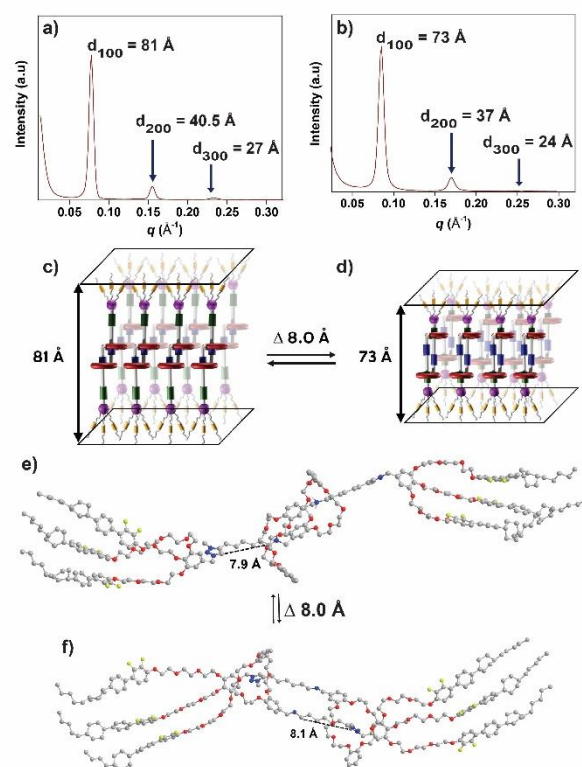 a)
d100 = 81 Å
d200 = 40.5 Å
d300 = 27 Å
Intensity (a.u)
0.05 0.10 0.15 0.20 0.25 0.30
q (Å-1)
b)
d100 = 73 Å
d200 = 37 Å
d300 = 24 Å
Intensity (a.u)
0.05 0.10 0.15 0.20 0.25 0.30
q (Å-1)
c)
81 Å
Δ 8.0 Å
d)
73 Å
e)
7.9 Å
Δ 8.0 Å
f)
8.1 Å